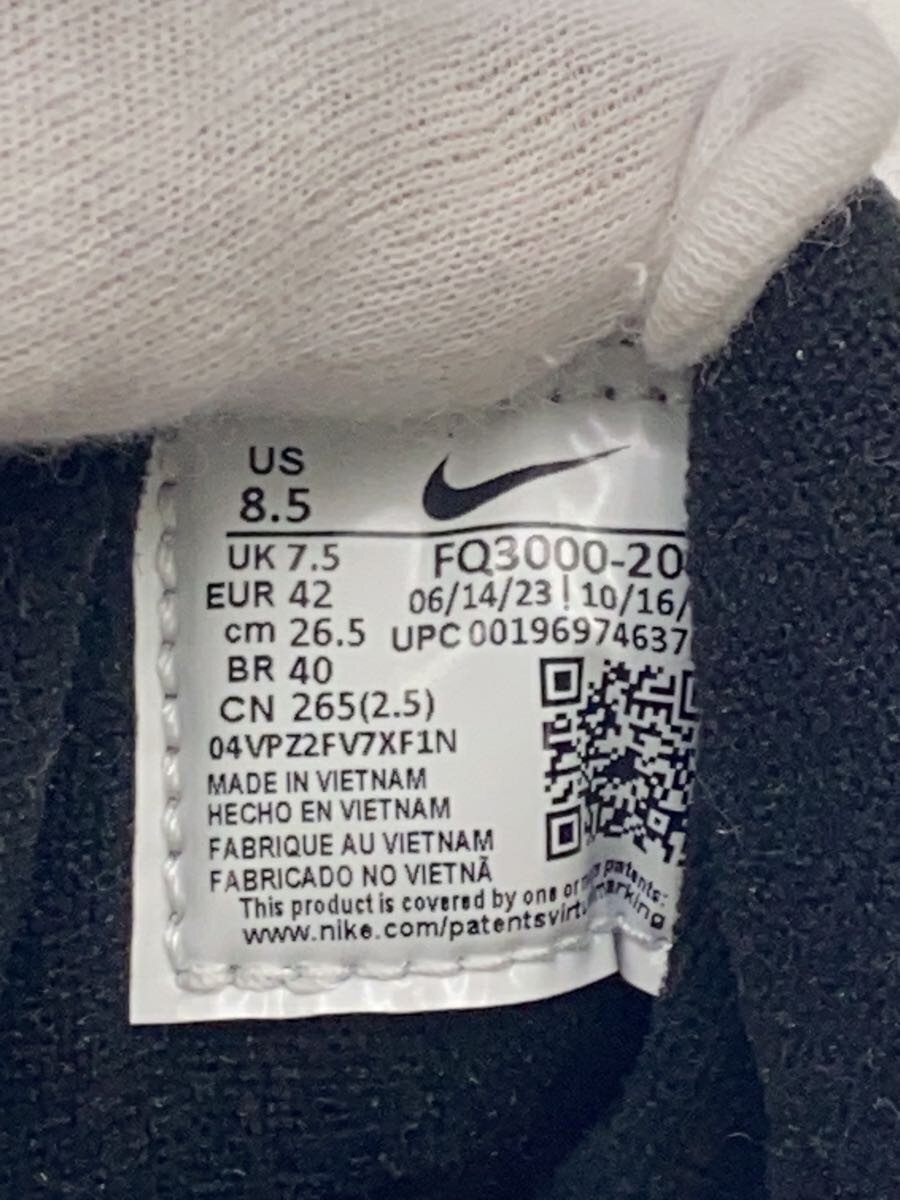 US
8.5
UK 7.5
EUR 42
cm 26.5
BR 40
CN 265(2.5)
FQ3000-20
06/14/23 | 10/16/
UPC 00196974637
04VPZ2FV7XF1N
MADE IN VIETNAM
HECHO EN VIETNAM
FABRIQUE AU VIETNAM
FABRICADO NO VIETNÃ
This product is covered by one or patents:
www.nike.com/patentsvirt marking